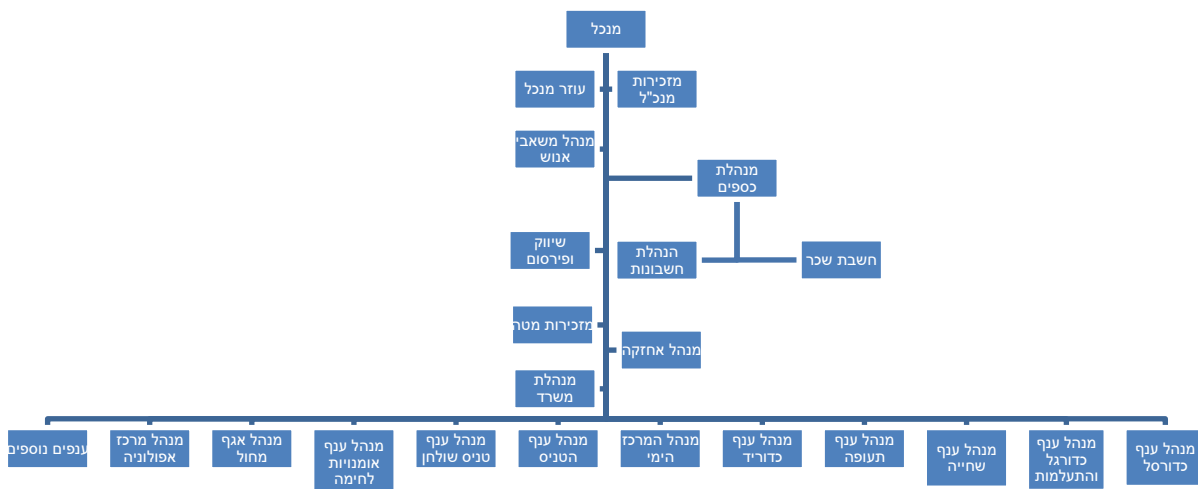 מנכל
מזכירות
מנכ"ל
עוזר מנכל
מנהל משאבי
אנוש
מנהלת
כספים
שיווק
ופירסום
הנהלת
חשבונות
חשבת שכר
מזכירות מטה
מנהל אחזקה
מנהלת
משרד
מנהל ענף
כדורסל
מנהל ענף
כדורגל
והתעלמות
מנהל ענף
שחייה
מנהל ענף
תעופה
מנהל ענף
כדוריד
מנהל המרכז
הימי
מנהל ענף
הטניס
מנהל ענף
טניס שולחן
מנהל ענף
אומנויות
לחימה
מנהל אגף
מחול
מנהל מרכז
אפולוניה
ענפים נוספים